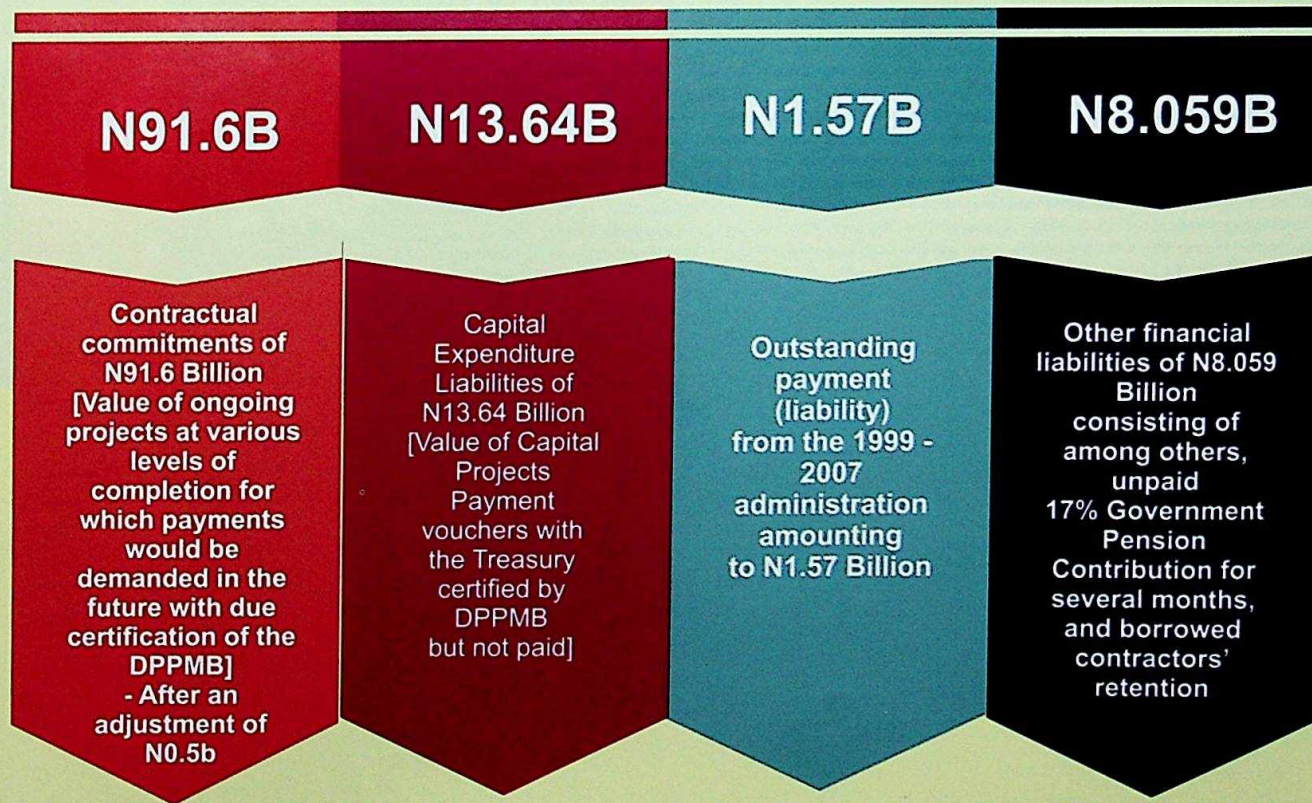 N91.6B
Contractual
commitments of
N91.6 Billion
[Value of ongoing
projects at various
levels of
completion for
which payments
would be
demanded in the
future with due
certification of the
DPPMB]
- After an
adjustment of
N0.5b
N13.64B
Capital
Expenditure
Liabilities of
N13.64 Billion
[Value of Capital
Projects
Payment
vouchers with
the Treasury
certified by
DPPMB
but not paid]
N1.57B
Outstanding
payment
(liability)
from the 1999 -
2007
administration
amounting
to N1.57 Billion
N8.059B
Other financial
liabilities of N8.059
Billion
consisting of
among others,
unpaid
17% Government
Pension
Contribution for
several months,
and borrowed
contractors'
retention